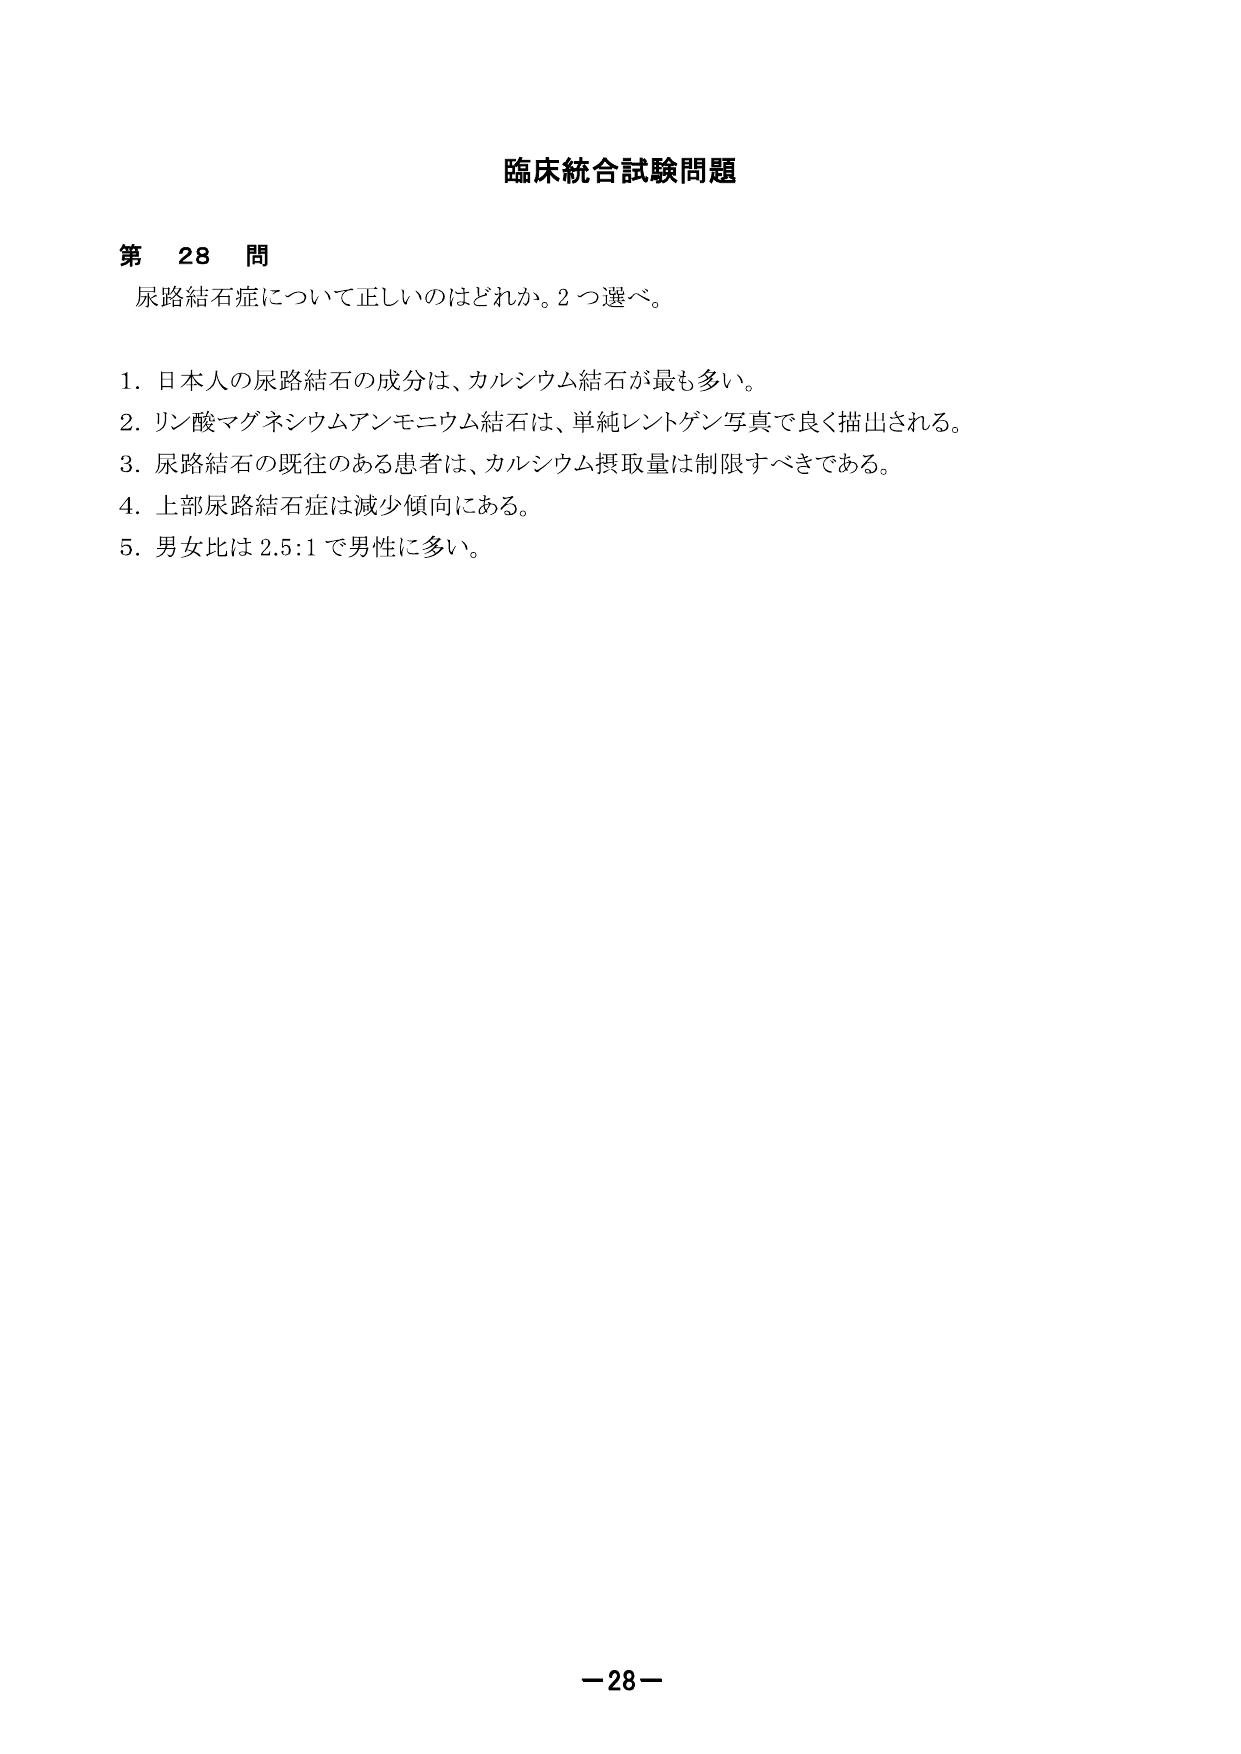 臨床統合試験問題
第　28　問
尿路結石症について正しいのはどれか。2つ選べ。
1. 日本人の尿路結石の成分は、カルシウム結石が最も多い。
2. リン酸マグネシウムアンモニウム結石は、単純レントゲン写真で良く描出される。
3. 尿路結石の既往のある患者は、カルシウム摂取量は制限すべきである。
4. 上部尿路結石症は減少傾向にある。
5. 男女比は 2.5:1 で男性に多い。
－28－